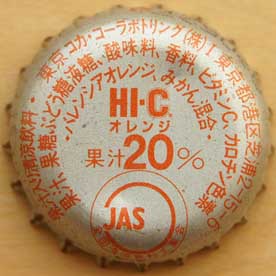 東京コカ・コーラボトリング(株)T 東京都港区芝浦2-15-6
果汁入り清涼飲料・果汁、果糖ぶどう糖液糖、酸味料、香料、ビタミンC、カロチン色素
バレンシアオレンジ、みかん、混合
HI-C
オレンジ
果汁20%
JAS